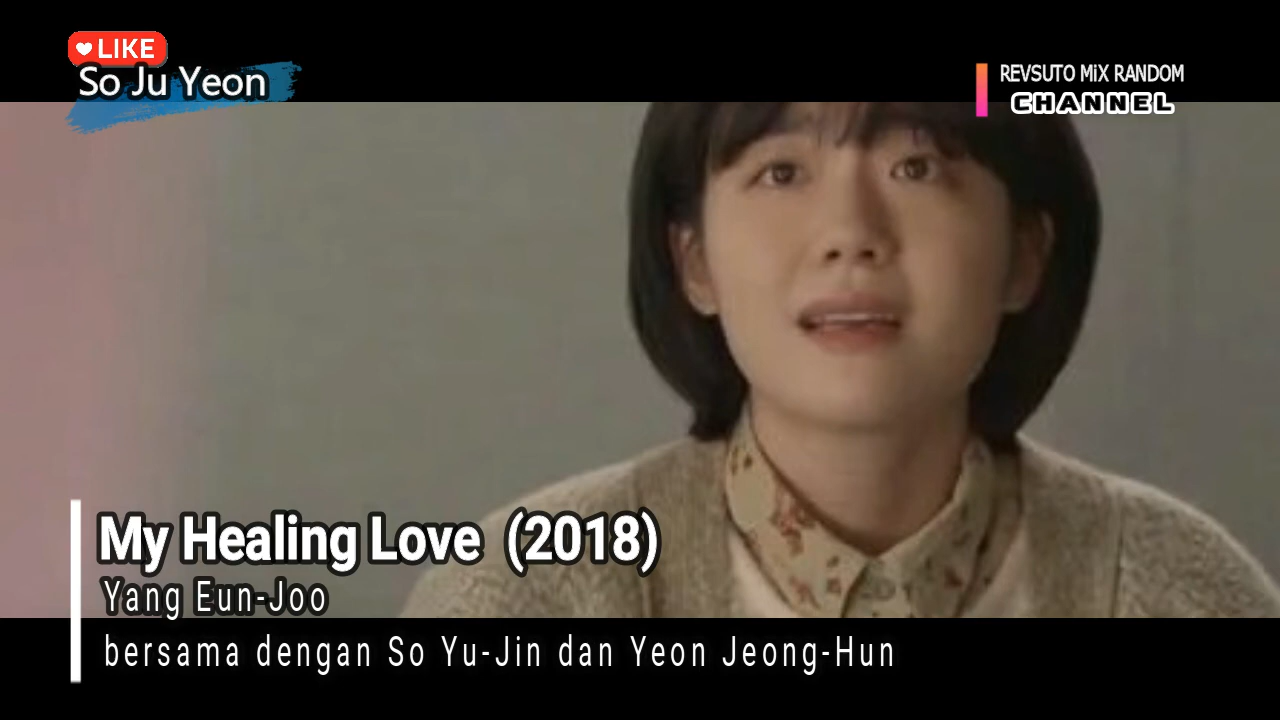 LIKE
So Ju Yeon
REVSUTO MiX RANDOM
CHANNEL
My Healing Love (2018)
Yang Eun-Joo
bersama dengan So Yu-Jin dan Yeon Jeong-Hun